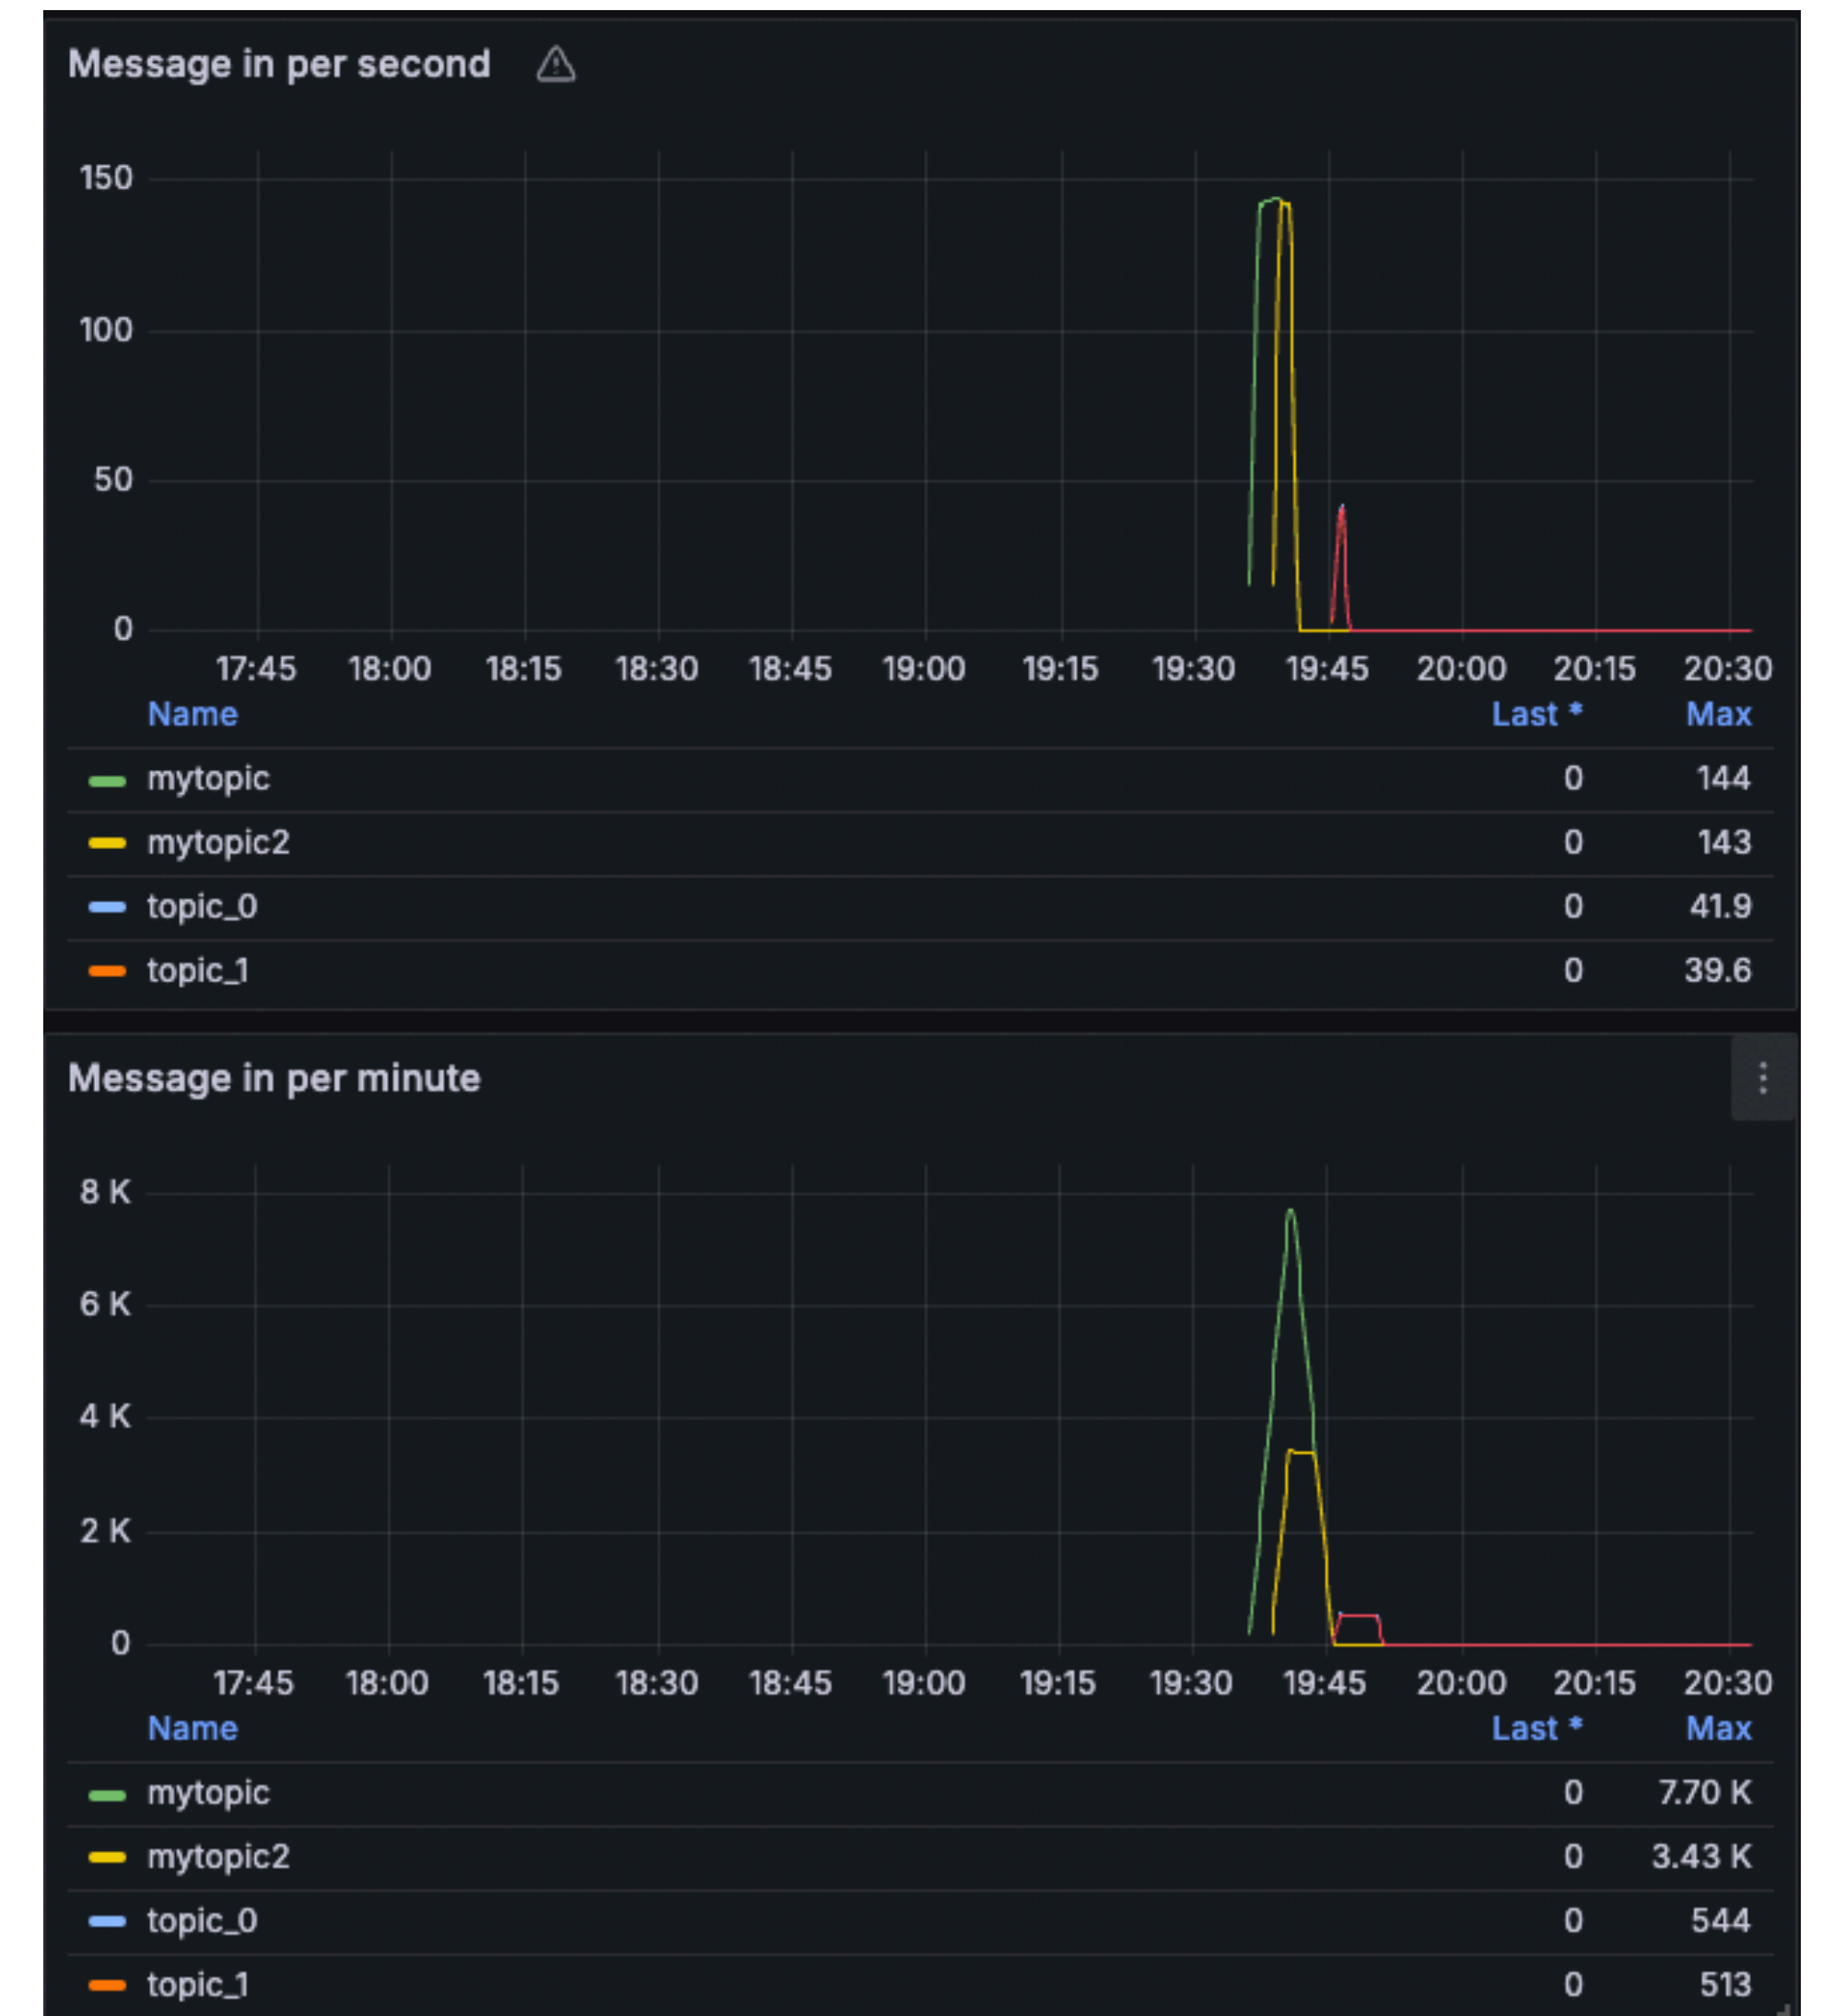 Message in per second
150
100
50
0
17:45 18:00 18:15 18:30 18:45 19:00 19:15 19:30 19:45 20:00 20:15 20:30
Name Last * Max
mytopic 0 144
mytopic2 0 143
topic_0 0 41.9
topic_1 0 39.6
Message in per minute
8 K
6 K
4 K
2 K
0
17:45 18:00 18:15 18:30 18:45 19:00 19:15 19:30 19:45 20:00 20:15 20:30
Name Last * Max
mytopic 0 7.70 K
mytopic2 0 3.43 K
topic_0 0 544
topic_1 0 513